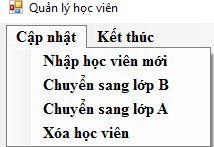 Quản lý học viên
Cập nhật Kết thúc
Nhập học viên mới
Chuyển sang lớp B
Chuyển sang lớp A
Xóa học viên